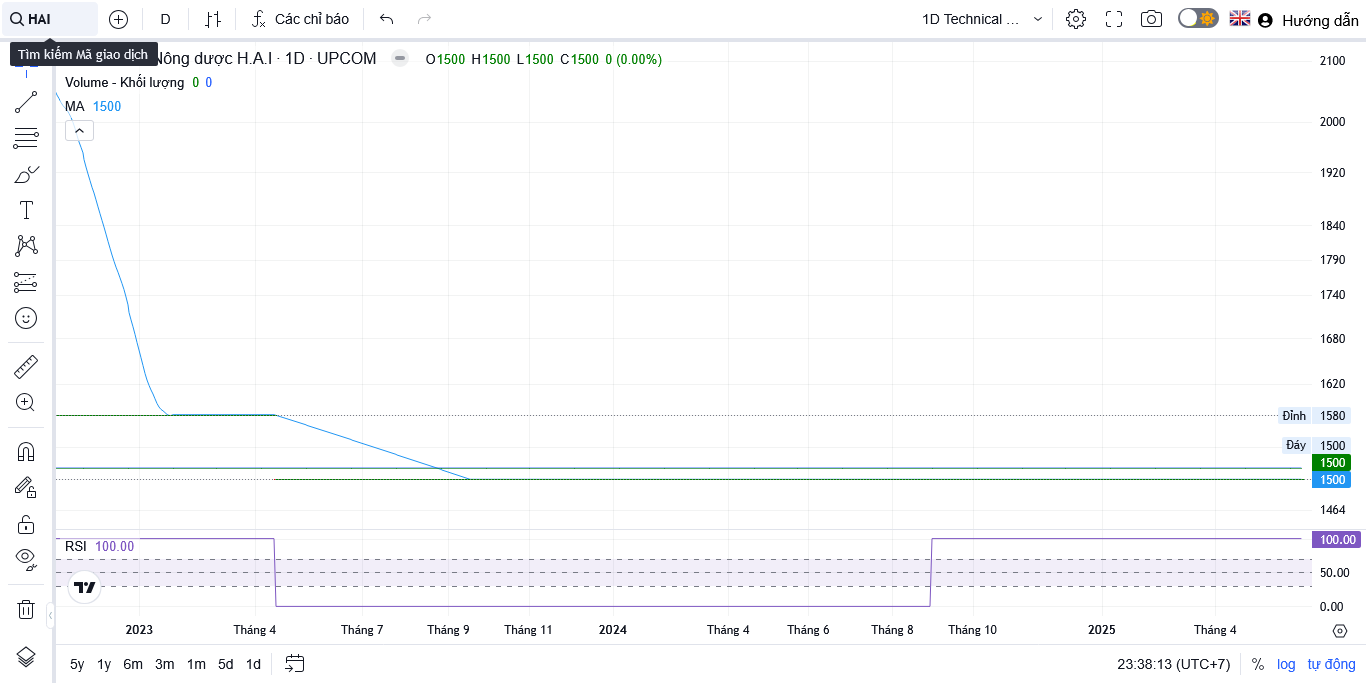 HAI
D
Các chỉ báo
1D Technical ...
Hướng dẫn
Tìm kiếm Mã giao dịch
Nông dược H.A.I · 1D · UPCOM
O1500 H1500 L1500 C1500 0 (0.00%)
Volume - Khối lượng 0 0
MA 1500
2100
2000
1920
1840
1790
1740
1680
1620
Đỉnh 1580
Đáy 1500
1500
1500
1464
RSI 100.00
100.00
50.00
0.00
2023 Tháng 4 Tháng 7 Tháng 9 Tháng 11 2024 Tháng 4 Tháng 6 Tháng 8 Tháng 10 2025 Tháng 4
5y 1y 6m 3m 1m 5d 1d
23:38:13 (UTC+7) % log tự động